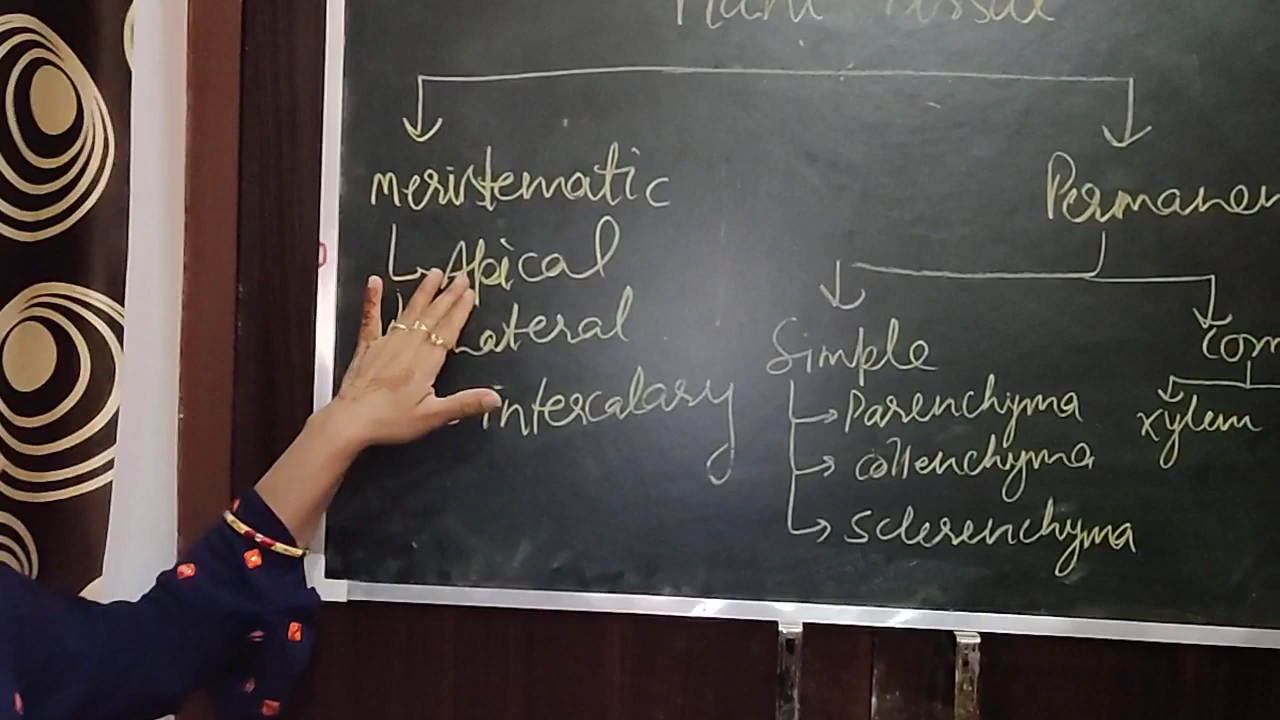 Plant Tissue
meristematic
Permanen
Apical
Lateral
intercalary
Simple
Com
Parenchyma
xylem
collenchyma
Sclerenchyma